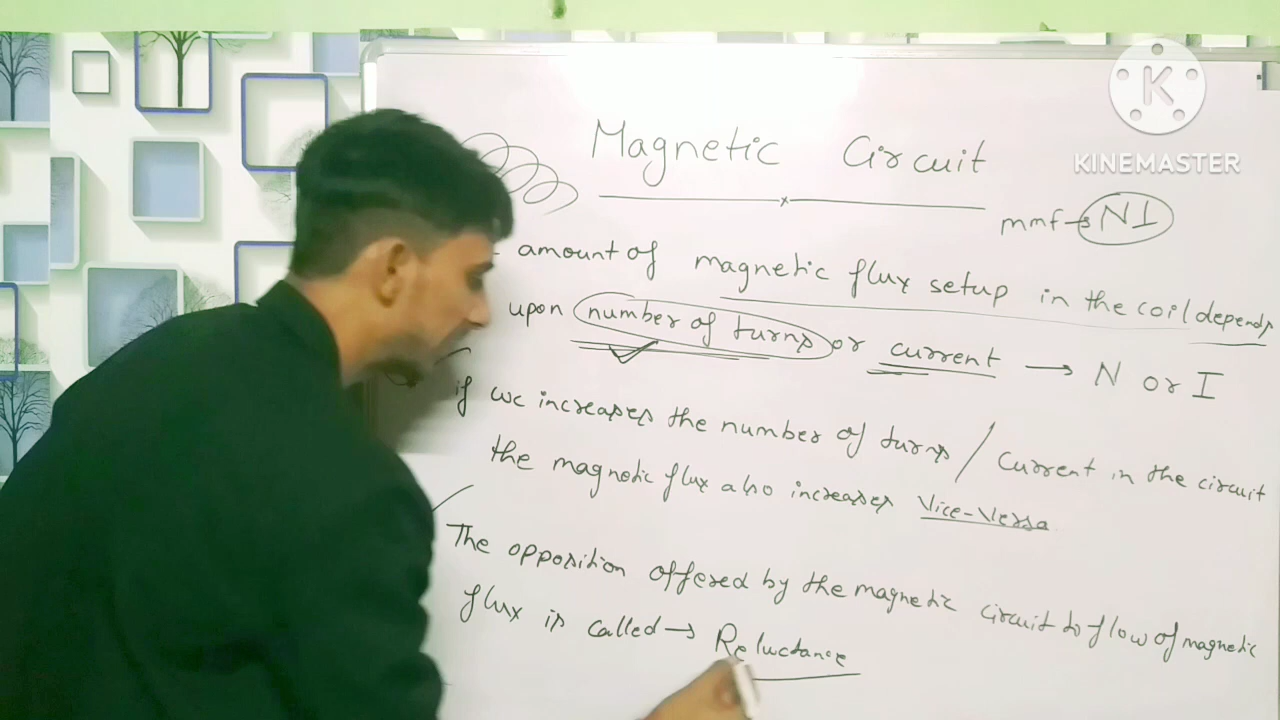 Magnetic Circuit
KINEMASTER
mmf → NI
amount of magnetic flux setup in the coil depends
upon number of turns or current → N or I
if we increases the number of turns / Current in the circuit
the magnetic flux also increases Vice-Versa
The opposition offered by the magnetic circuit to flow of magnetic
flux is called → Reluctance